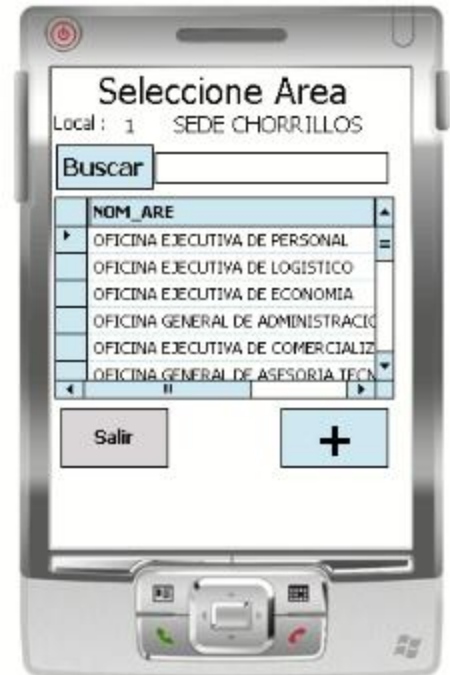 Seleccione Area
Local : 1 SEDE CHORRILLOS
Buscar
NOM_ARE
OFICINA EJECUTIVA DE PERSONAL
OFICINA EJECUTIVA DE LOGISTICO
OFICINA EJECUTIVA DE ECONOMIA
OFICINA GENERAL DE ADMINISTRACIC
OFICINA EJECUTIVA DE COMERCIALIZ
OFICINA GENERAL DE ASESORIA TECN
Salir
+